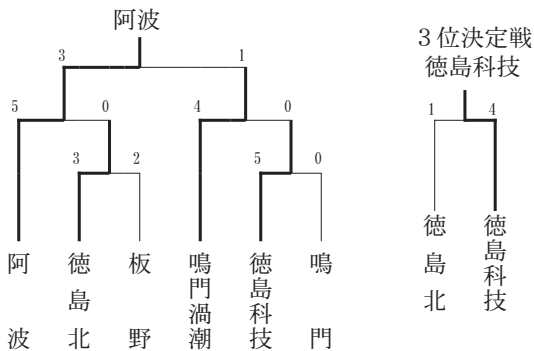 阿波
3 1
5 0 4 0
3 2 5 0
阿波
徳島北
板野
鳴門渦潮
徳島科技
鳴門
３位決定戦
徳島科技
1 4
徳島北
徳島科技